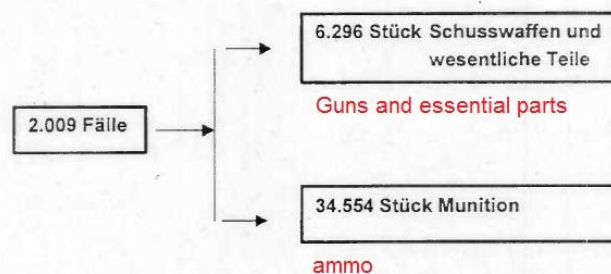 6.296 Stück Schusswaffen und
wesentliche Teile
Guns and essential parts
2.009 Fälle
34.554 Stück Munition
ammo